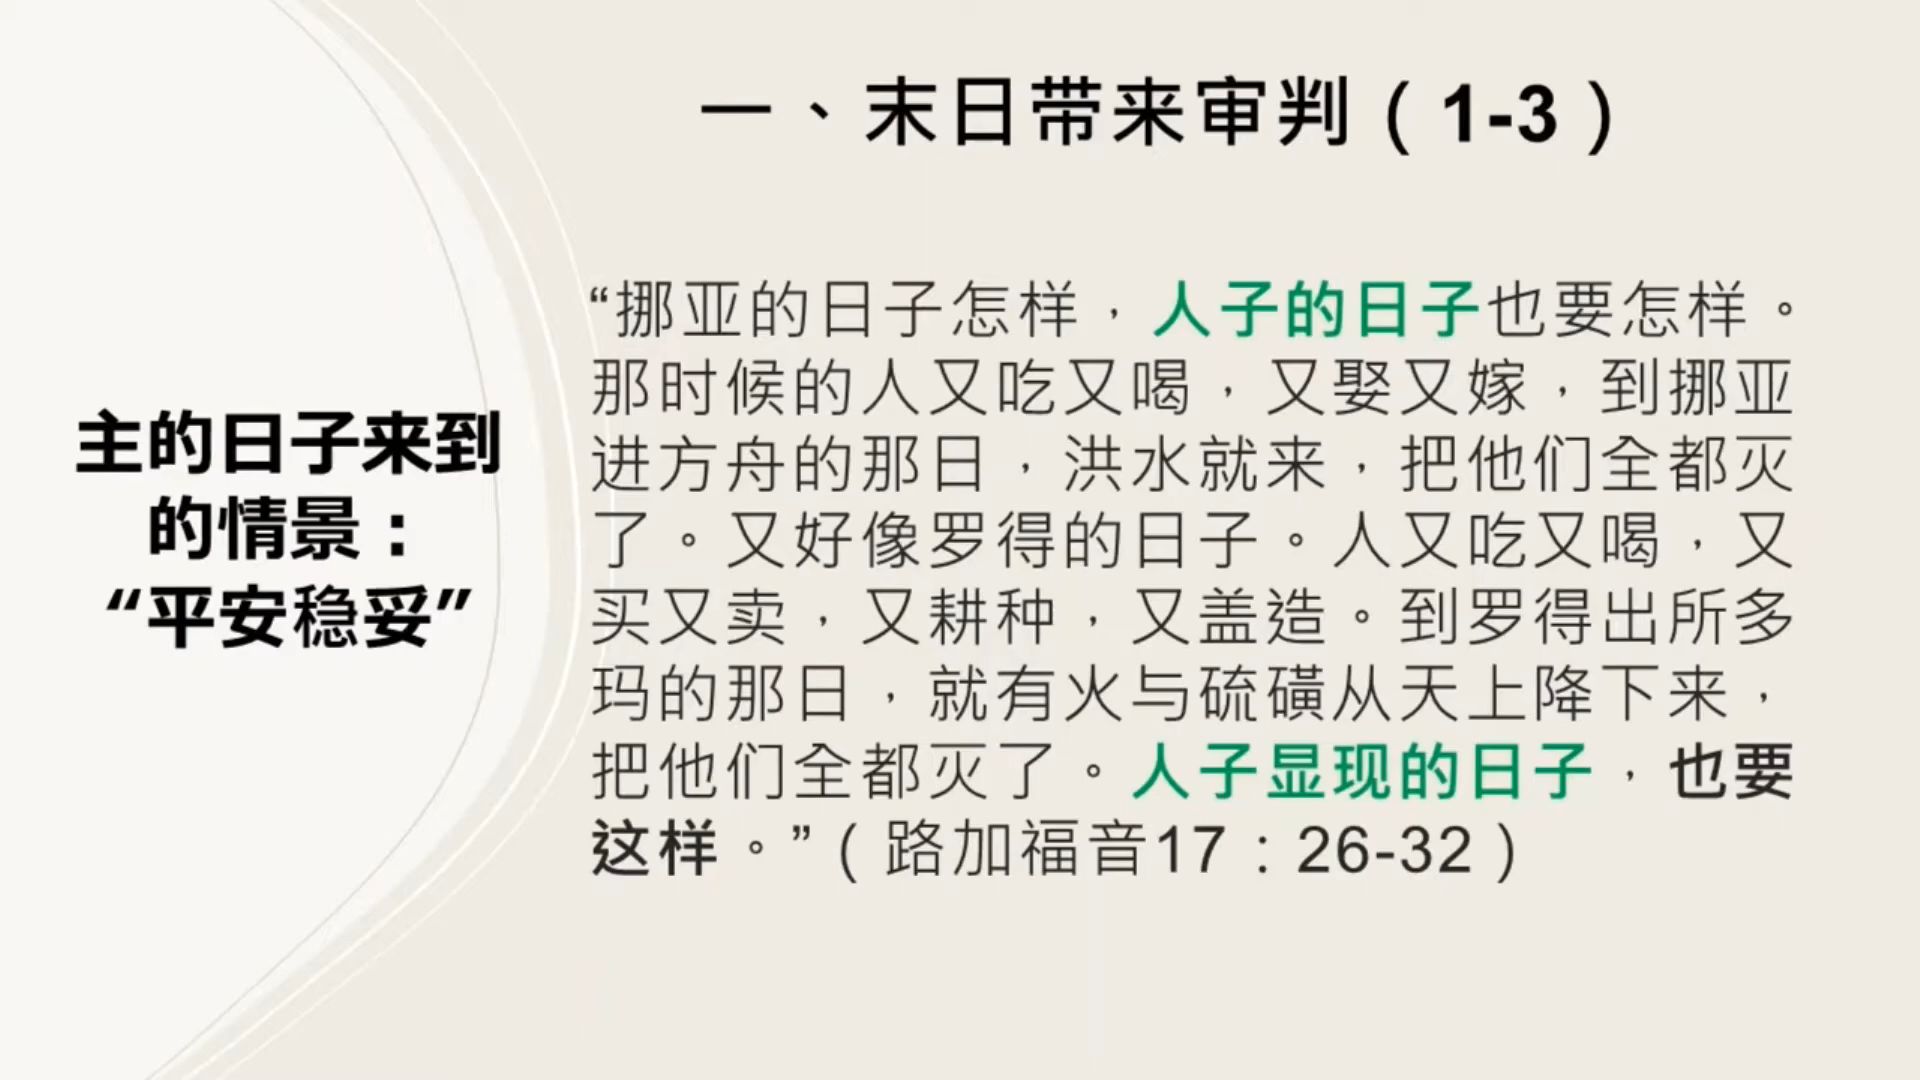 一、末日带来审判（1-3）
主的日子来到
的情景：
“平安稳妥”
“挪亚的日子怎样，人子的日子也要怎样。
那时候的人又吃又喝，又娶又嫁，到挪亚
进方舟的那日，洪水就来，把他们全都灭
了。又好像罗得的日子。人又吃又喝，又
买又卖，又耕种，又盖造。到罗得出所多
玛的那日，就有火与硫磺从天上降下来，
把他们全都灭了。人子显现的日子，也要
这样。”（路加福音17：26-32）